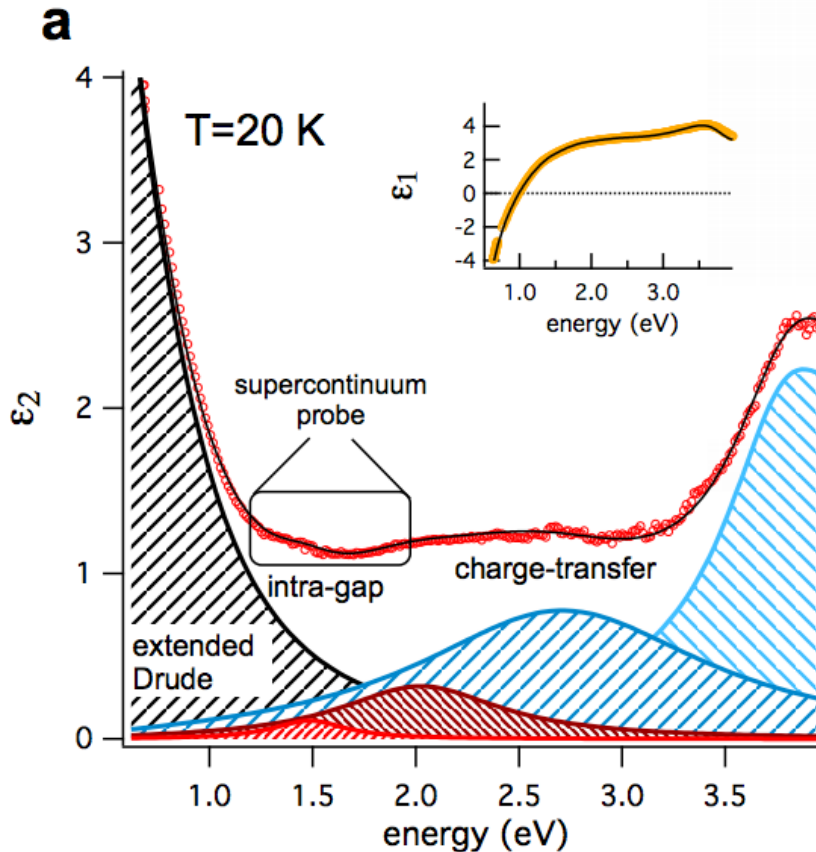 a
T=20 K
ε₂
4
3
2
1
0
1.0
1.5
2.0
2.5
3.0
3.5
energy (eV)
ε₁
4
2
0
-2
-4
1.0
2.0
3.0
energy (eV)
supercontinuum
probe
intra-gap
charge-transfer
extended
Drude